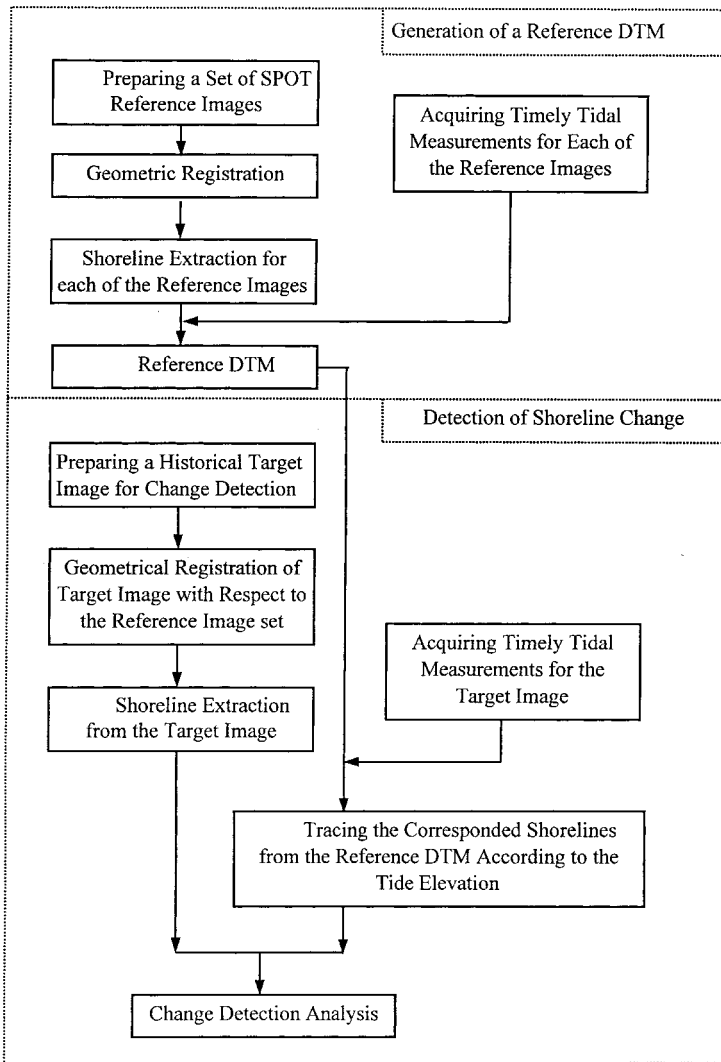 Generation of a Reference DTM
Preparing a Set of SPOT
Reference Images
Acquiring Timely Tidal
Measurements for Each of
the Reference Images
Geometric Registration
Shoreline Extraction for
each of the Reference Images
Reference DTM
Detection of Shoreline Change
Preparing a Historical Target
Image for Change Detection
Geometrical Registration of
Target Image with Respect to
the Reference Image set
Acquiring Timely Tidal
Measurements for the
Target Image
Shoreline Extraction
from the Target Image
Tracing the Corresponded Shorelines
from the Reference DTM According to the
Tide Elevation
Change Detection Analysis